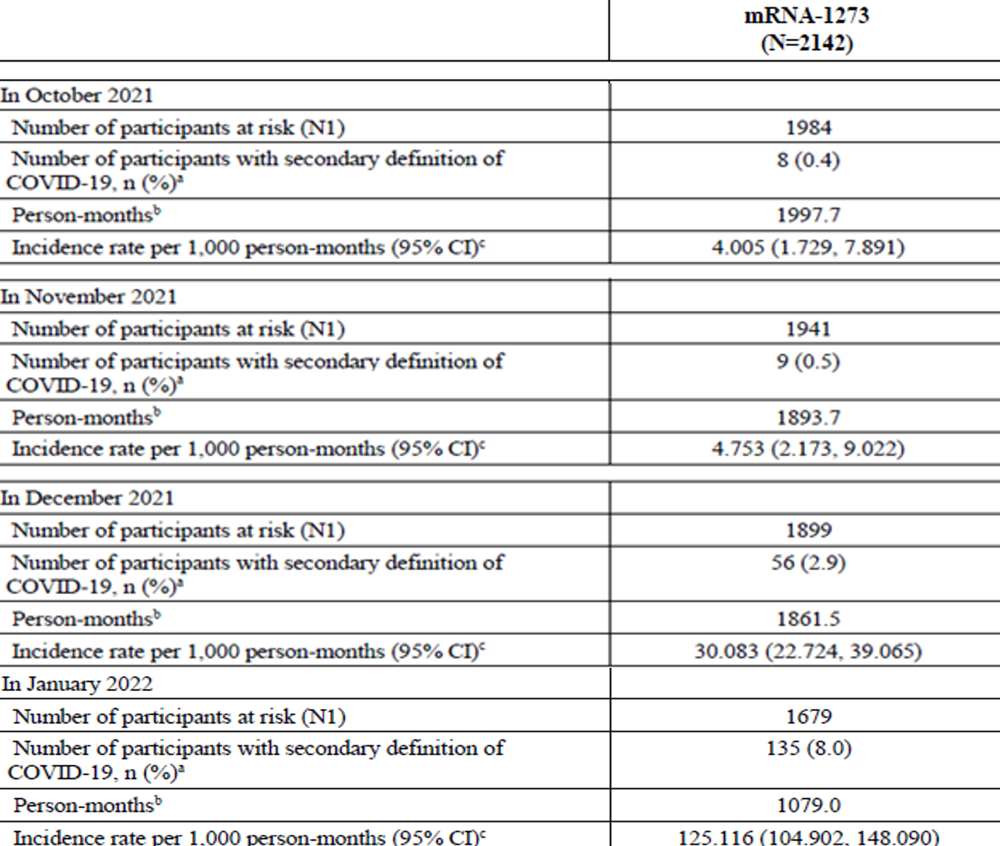 mRNA-1273
(N=2142)
In October 2021
Number of participants at risk (N1) 1984
Number of participants with secondary definition of 8 (0.4)
COVID-19, n (%)ᵃ
Person-monthsᵇ 1997.7
Incidence rate per 1,000 person-months (95% CI)ᶜ 4.005 (1.729, 7.891)
In November 2021
Number of participants at risk (N1) 1941
Number of participants with secondary definition of 9 (0.5)
COVID-19, n (%)ᵃ
Person-monthsᵇ 1893.7
Incidence rate per 1,000 person-months (95% CI)ᶜ 4.753 (2.173, 9.022)
In December 2021
Number of participants at risk (N1) 1899
Number of participants with secondary definition of 56 (2.9)
COVID-19, n (%)ᵃ
Person-monthsᵇ 1861.5
Incidence rate per 1,000 person-months (95% CI)ᶜ 30.083 (22.724, 39.065)
In January 2022
Number of participants at risk (N1) 1679
Number of participants with secondary definition of 135 (8.0)
COVID-19, n (%)ᵃ
Person-monthsᵇ 1079.0
Incidence rate per 1,000 person-months (95% CI)ᶜ 125.116 (104.902, 148.090)